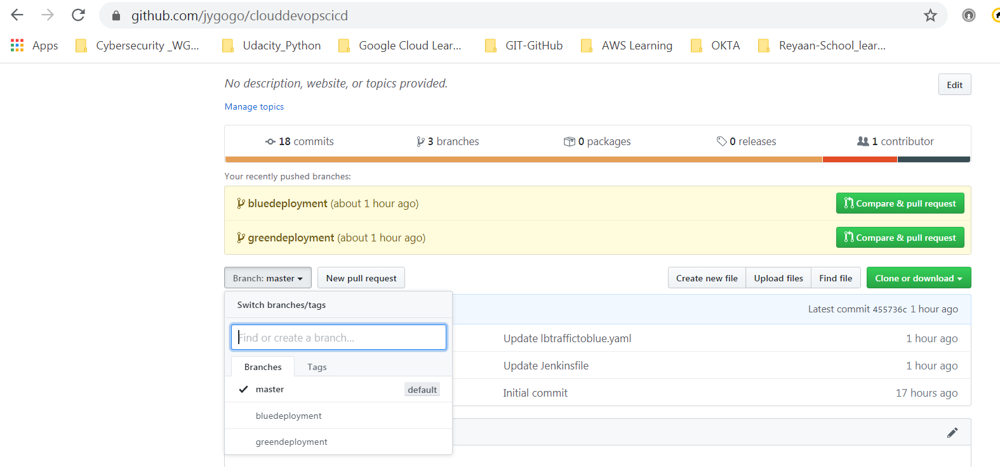 github.com/jygogo/clouddevopscicd
Apps Cybersecurity _WG... Udacity_Python Google Cloud Lear... GIT-GitHub AWS Learning OKTA Reyaan-School_lear...
No description, website, or topics provided.
Edit
Manage topics
18 commits 3 branches 0 packages 0 releases 1 contributor
Your recently pushed branches:
bluedeployment (about 1 hour ago) Compare & pull request
greendeployment (about 1 hour ago) Compare & pull request
Branch: master New pull request Create new file Upload files Find file Clone or download
Switch branches/tags
Latest commit 455736c 1 hour ago
Find or create a branch...
Update lbtraffictoblue.yaml 1 hour ago
Branches Tags
Update Jenkinsfile 1 hour ago
master default
Initial commit 17 hours ago
bluedeployment
greendeployment